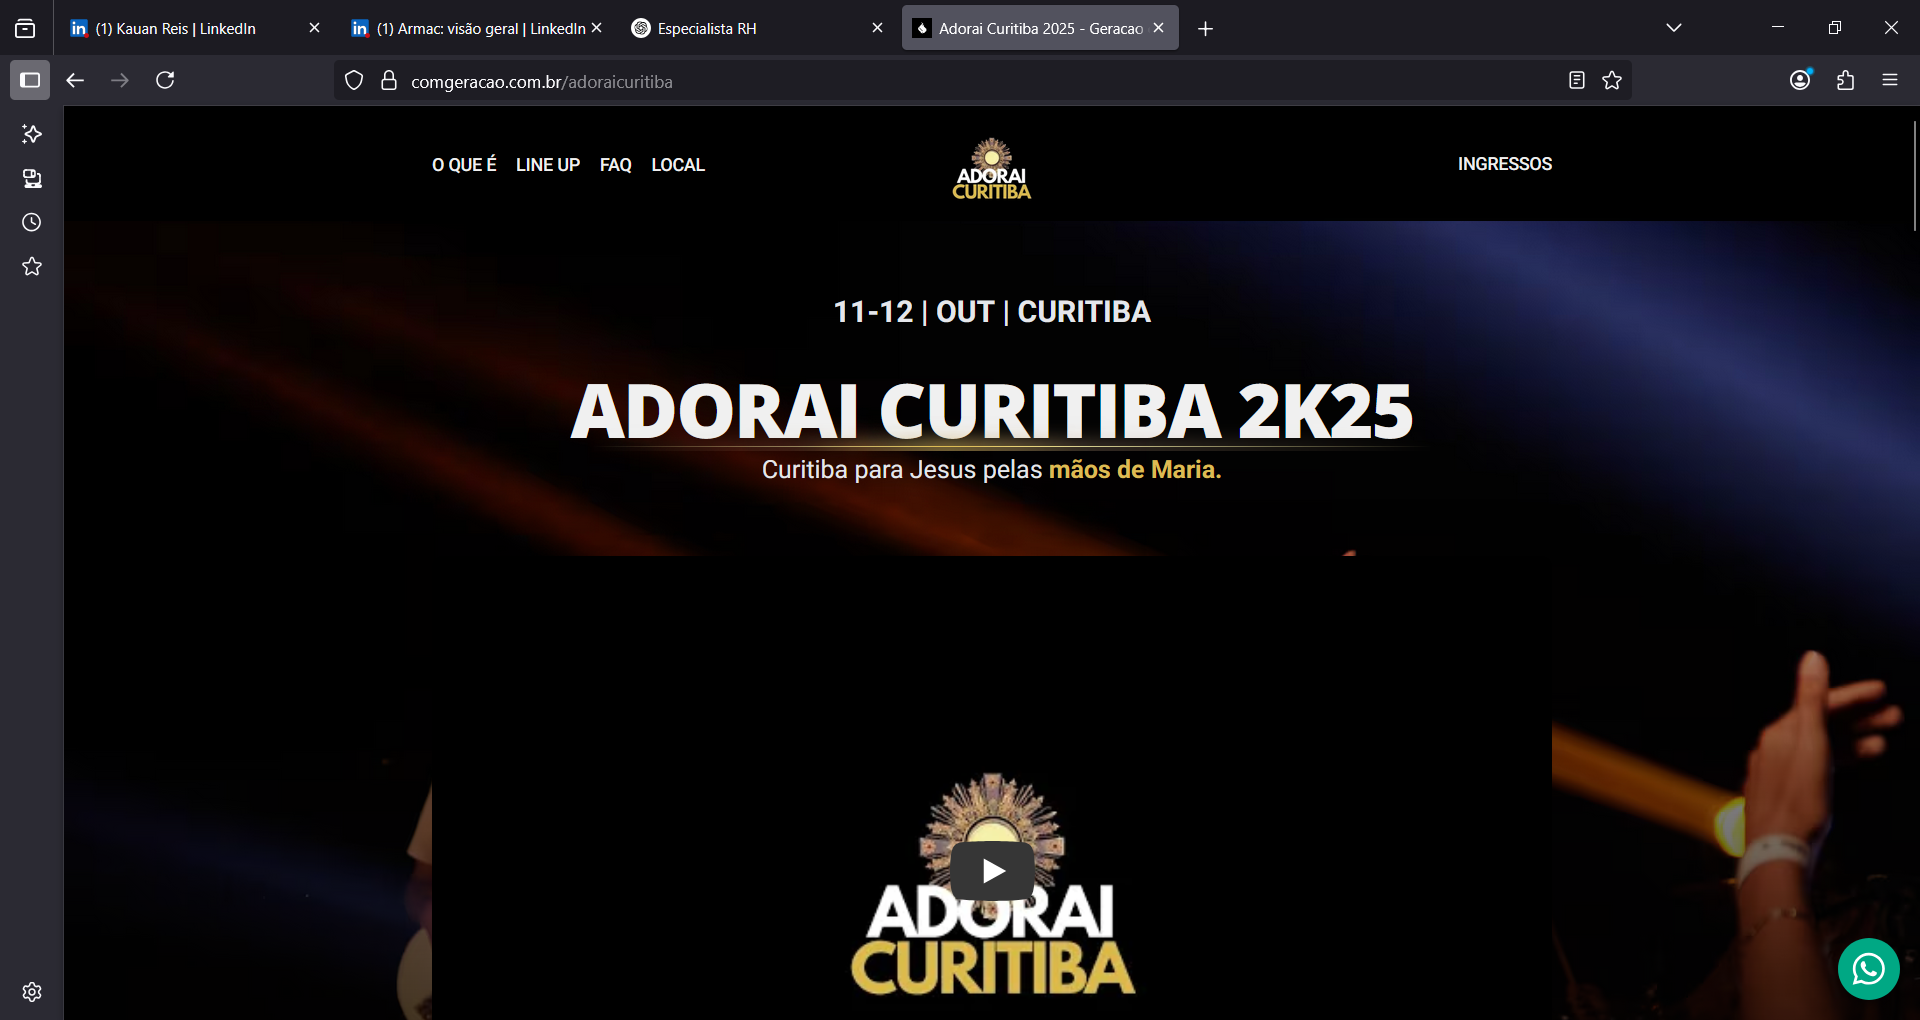 (1) Kauan Reis | LinkedIn
(1) Armac: visão geral | LinkedIn
Especialista RH
Adorai Curitiba 2025 - Geracao
comgeracao.com.br/adoraicuritiba
O QUE É LINE UP FAQ LOCAL
ADORAI
CURITIBA
INGRESSOS
11-12 | OUT | CURITIBA
ADORAI CURITIBA 2K25
Curitiba para Jesus pelas mãos de Maria.
ADORAI
CURITIBA